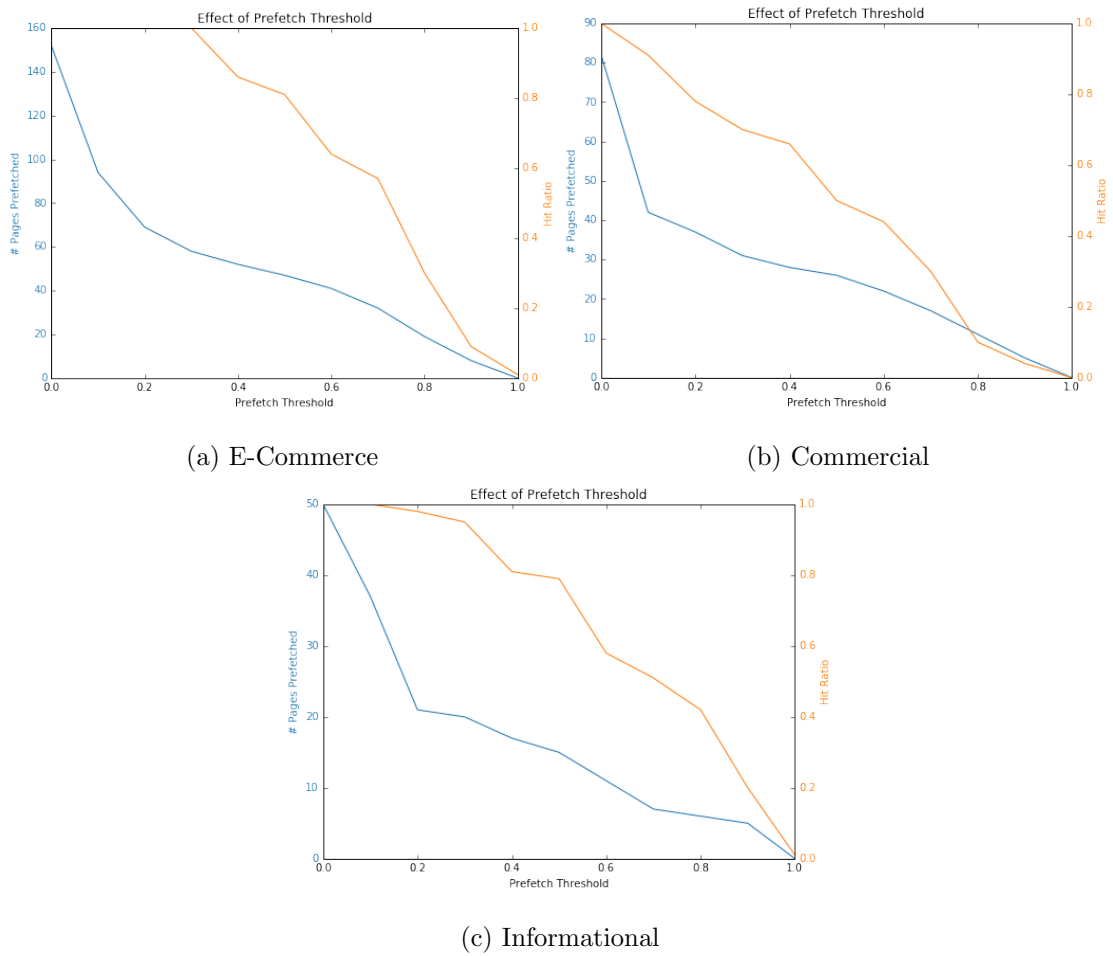 Effect of Prefetch Threshold
160
140
120
100
80
60
40
20
0
# Pages Prefetched
1.0
0.8
0.6
0.4
0.2
0.0
Hit Ratio
0.0 0.2 0.4 0.6 0.8 1.0
Prefetch Threshold
(a) E-Commerce
Effect of Prefetch Threshold
90
80
70
60
50
40
30
20
10
0
# Pages Prefetched
1.0
0.8
0.6
0.4
0.2
0.0
Hit Ratio
0.0 0.2 0.4 0.6 0.8 1.0
Prefetch Threshold
(b) Commercial
Effect of Prefetch Threshold
50
40
30
20
10
0
# Pages Prefetched
1.0
0.8
0.6
0.4
0.2
0.0
Hit Ratio
0.0 0.2 0.4 0.6 0.8 1.0
Prefetch Threshold
(c) Informational